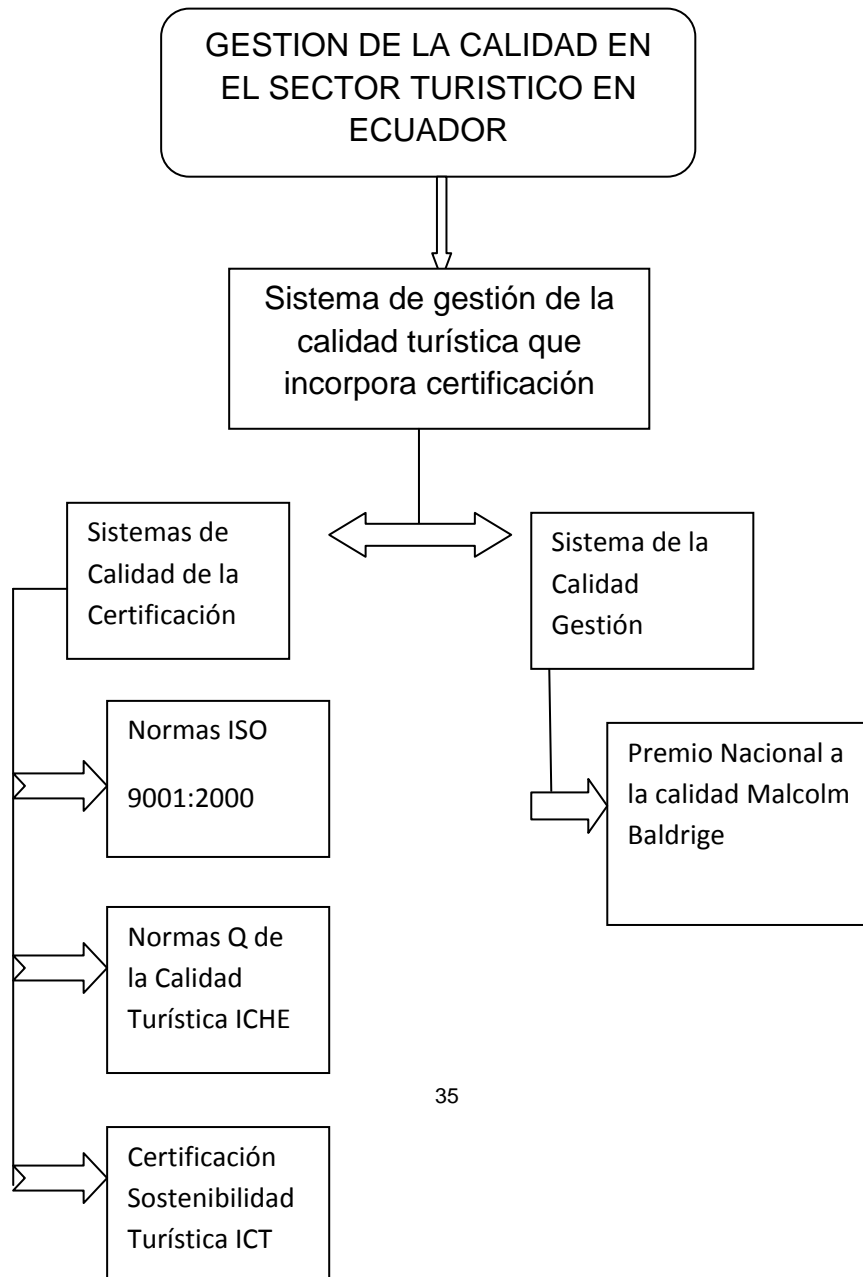 GESTION DE LA CALIDAD EN
EL SECTOR TURISTICO EN
ECUADOR
Sistema de gestión de la
calidad turística que
incorpora certificación
Sistemas de
Calidad de la
Certificación
Sistema de la
Calidad
Gestión
Normas ISO
9001:2000
Premio Nacional a
la calidad Malcolm
Baldrige
Normas Q de
la Calidad
Turística ICHE
35
Certificación
Sostenibilidad
Turística ICT